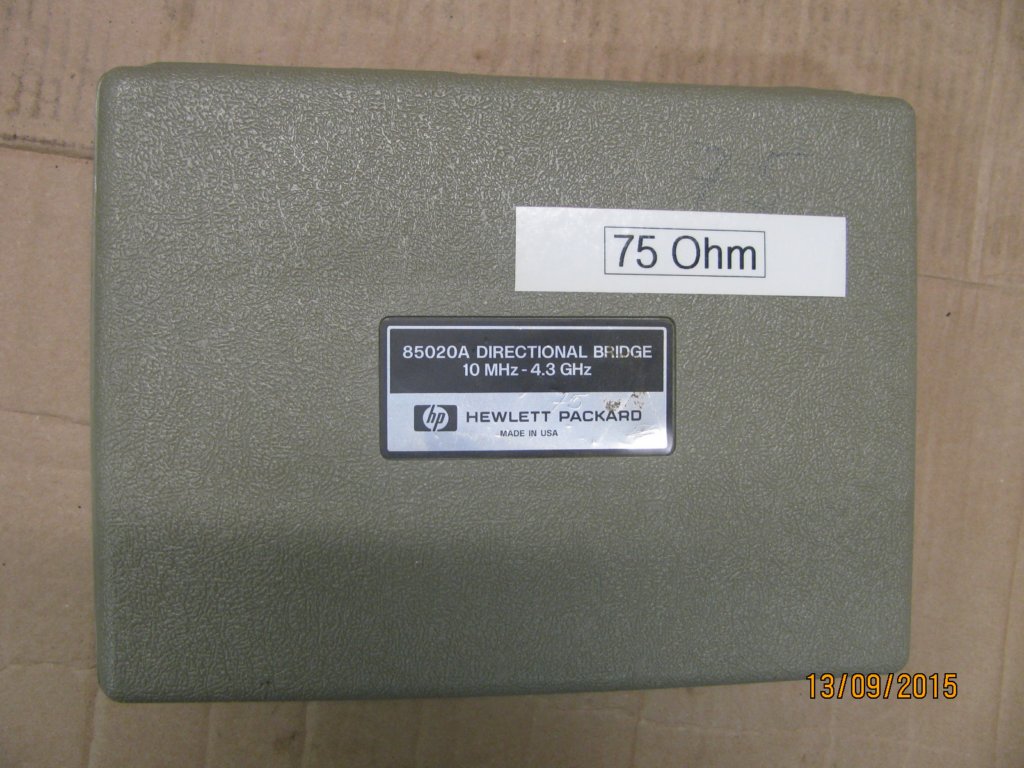 75 Ohm
85020A DIRECTIONAL BRIDGE
10 MHz - 4.3 GHz
hp HEWLETT PACKARD
MADE IN USA
13/09/2015